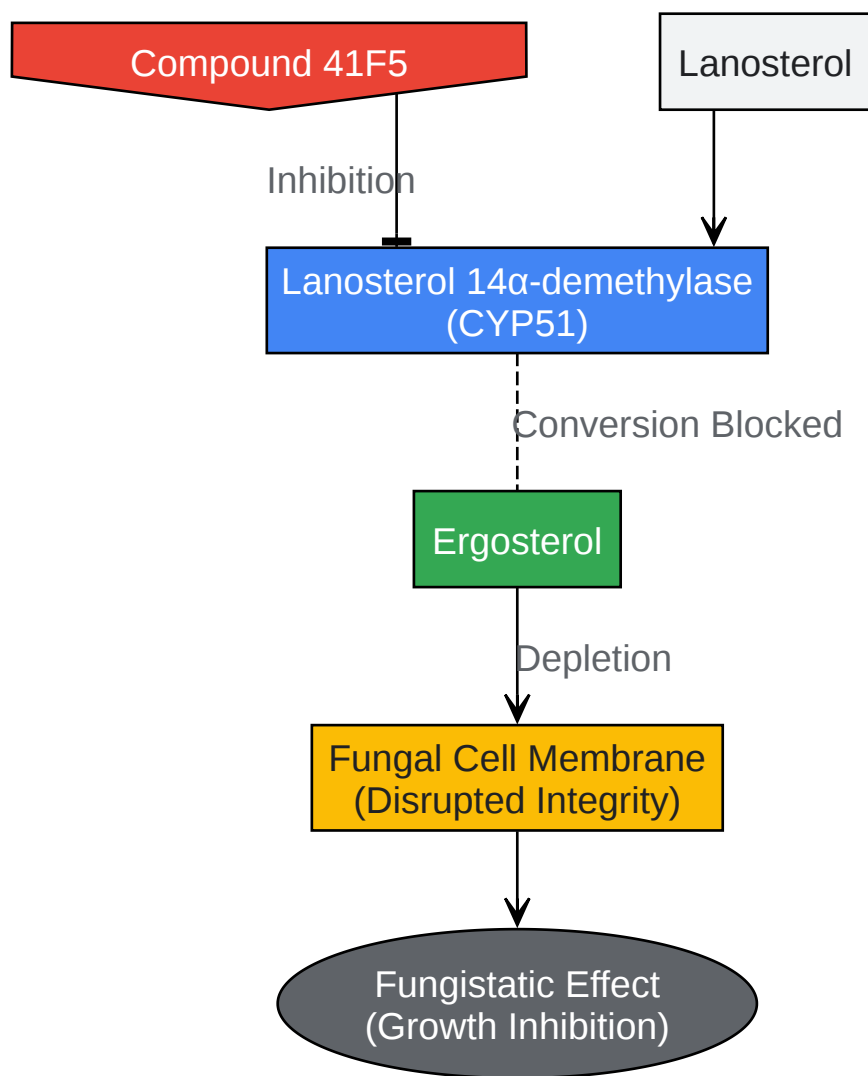 Compound 41F5
Lanosterol
Inhibition
Lanosterol 14α-demethylase
(CYP51)
Conversion Blocked
Ergosterol
Depletion
Fungal Cell Membrane
(Disrupted Integrity)
Fungistatic Effect
(Growth Inhibition)